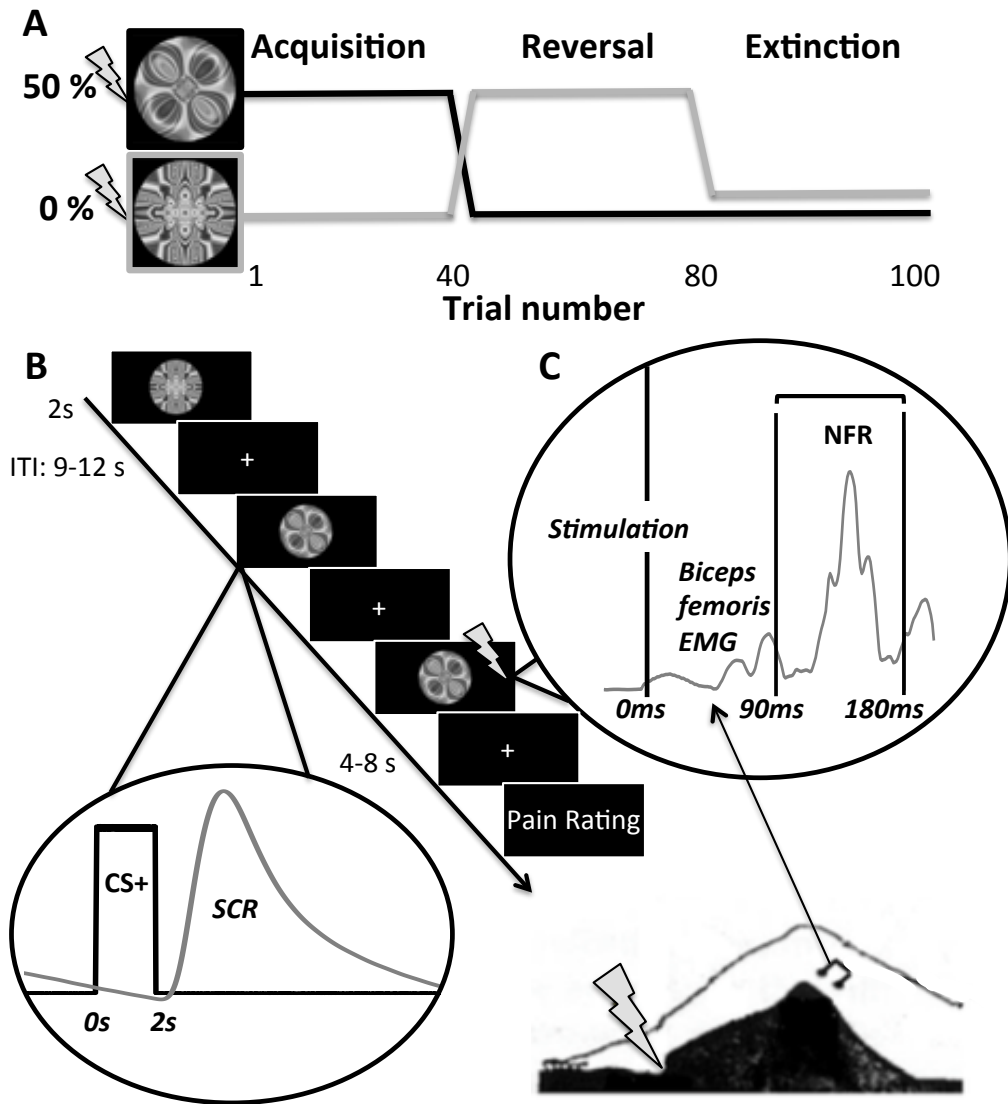 A
Acquisition Reversal Extinction
50 %
0 %
1 40 80 100
Trial number
B
2s
ITI: 9-12 s
+
+
+
4-8 s
Pain Rating
CS+
SCR
0s 2s
C
NFR
Stimulation
Biceps
femoris
EMG
0ms 90ms 180ms